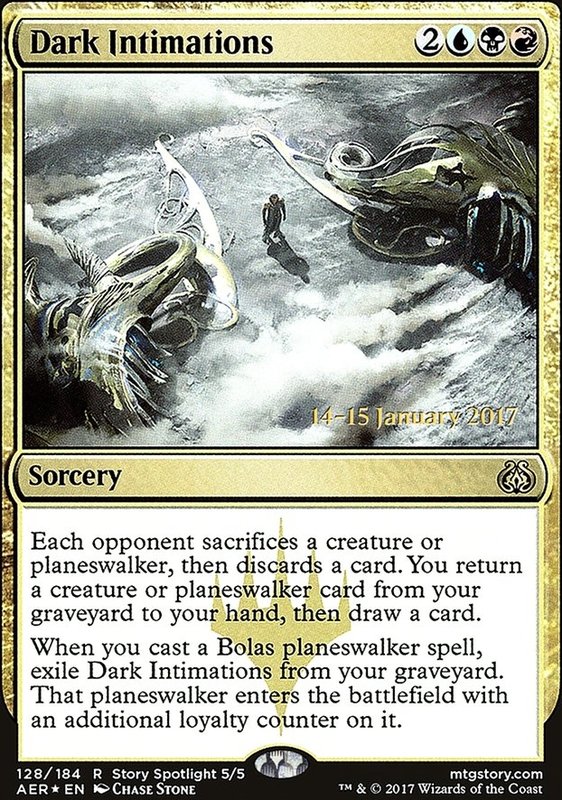 Dark Intimations
2
14-15 January 2017
Sorcery
Each opponent sacrifices a creature or
planeswalker, then discards a card. You return
a creature or planeswalker card from your
graveyard to your hand, then draw a card.
When you cast a Bolas planeswalker spell,
exile Dark Intimations from your graveyard.
That planeswalker enters the battlefield with
an additional loyalty counter on it.
128/184 R Story Spotlight 5/5
mtgstory.com
AER★EN Chase Stone
™ & © 2017 Wizards of the Coast